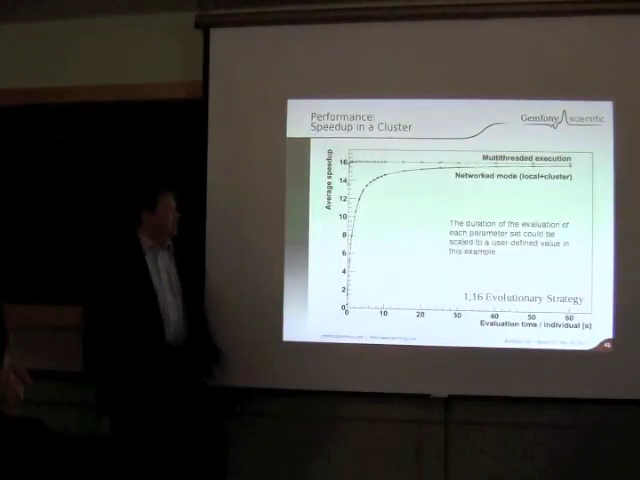 Performance:
Speedup in a Cluster
Gemfony scientific
Average speedup
16
14
12
10
8
6
4
2
0
Multithreaded execution
Networked mode (local+cluster)
The duration of the evaluation of
each parameter set could be
scaled to a user-defined value in
this example.
1,16 Evolutionary Strategy
0
10
20
30
40
50
60
Evaluation time / individual [s]